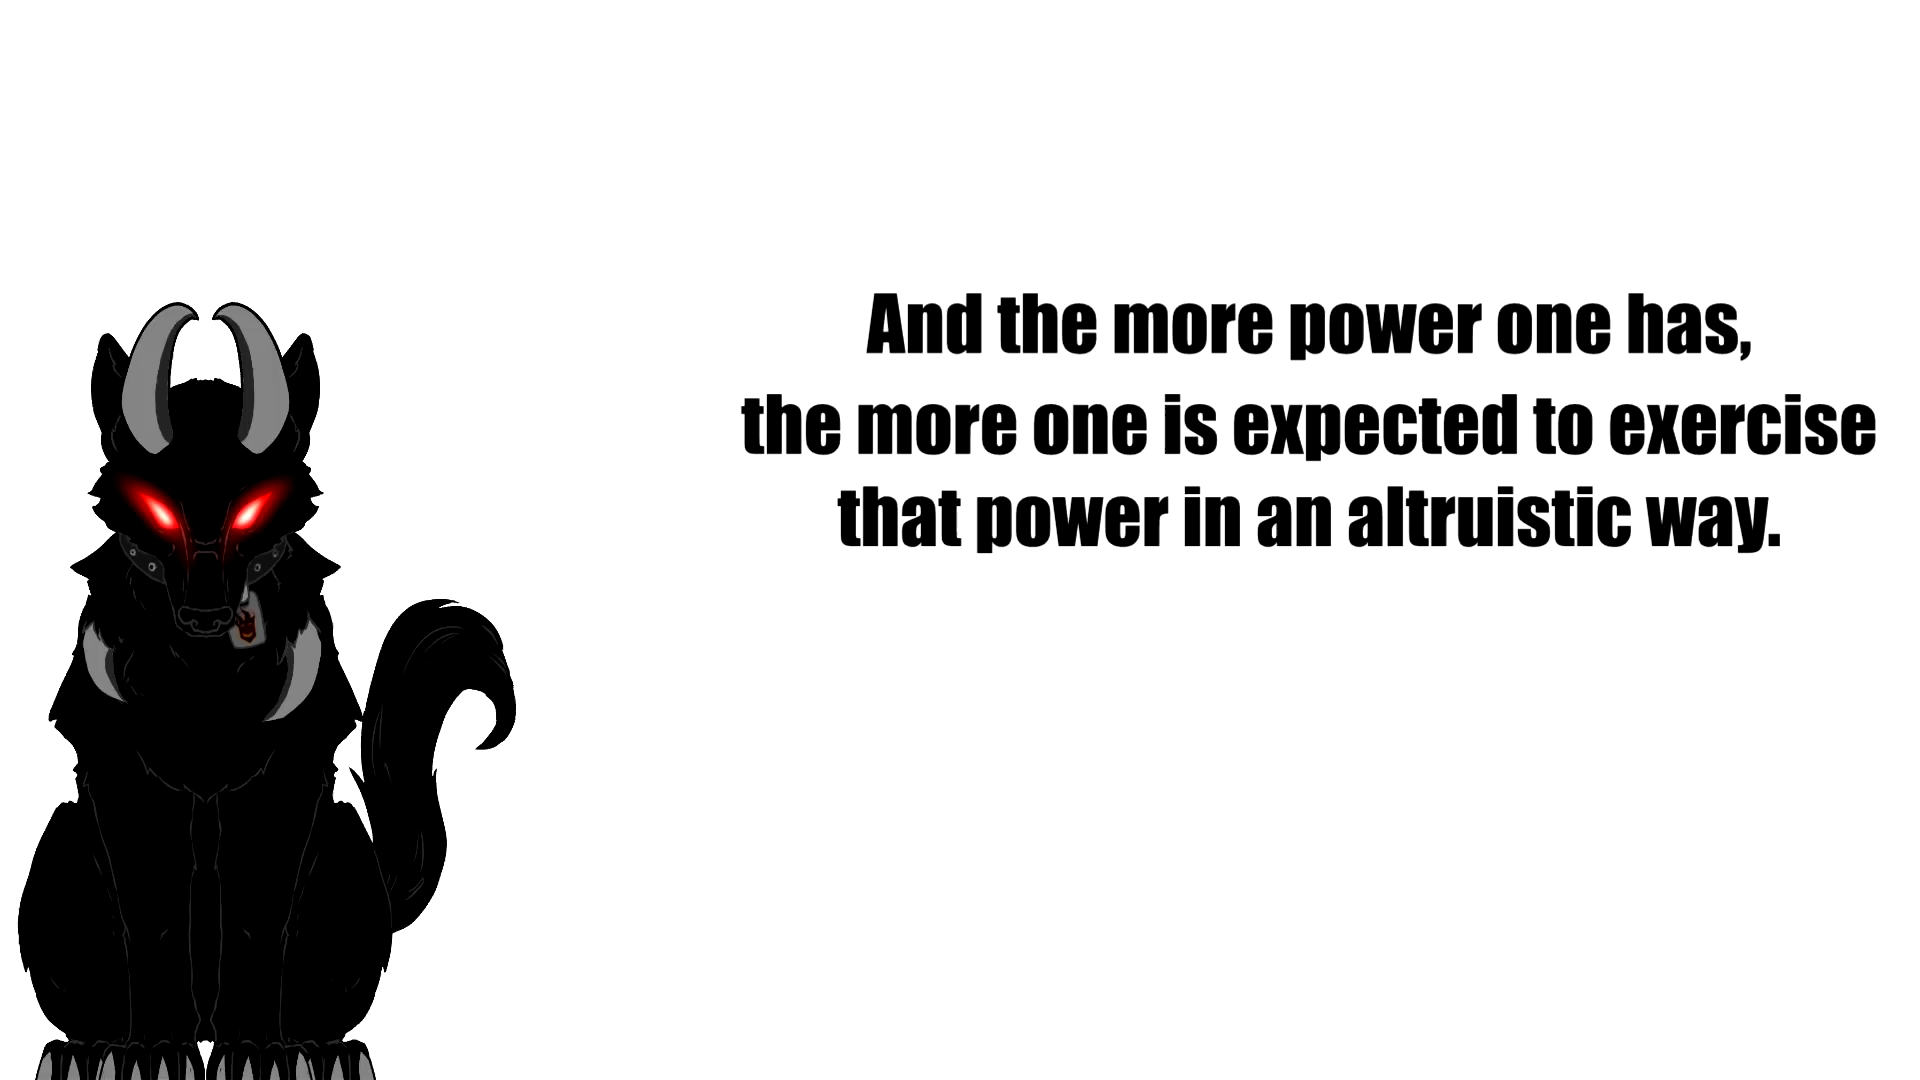 And the more power one has,
the more one is expected to exercise
that power in an altruistic way.